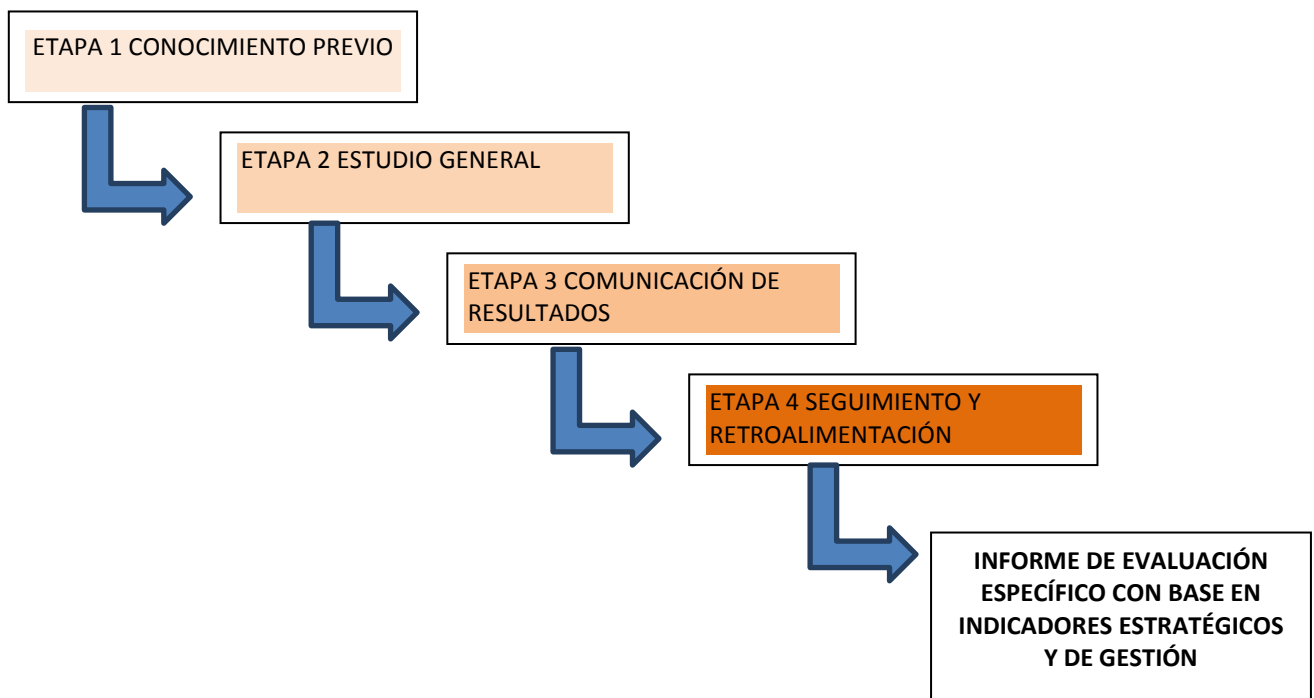 ETAPA 1 CONOCIMIENTO PREVIO
ETAPA 2 ESTUDIO GENERAL
ETAPA 3 COMUNICACIÓN DE
RESULTADOS
ETAPA 4 SEGUIMIENTO Y
RETROALIMENTACIÓN
INFORME DE EVALUACIÓN
ESPECÍFICO CON BASE EN
INDICADORES ESTRATÉGICOS
Y DE GESTIÓN